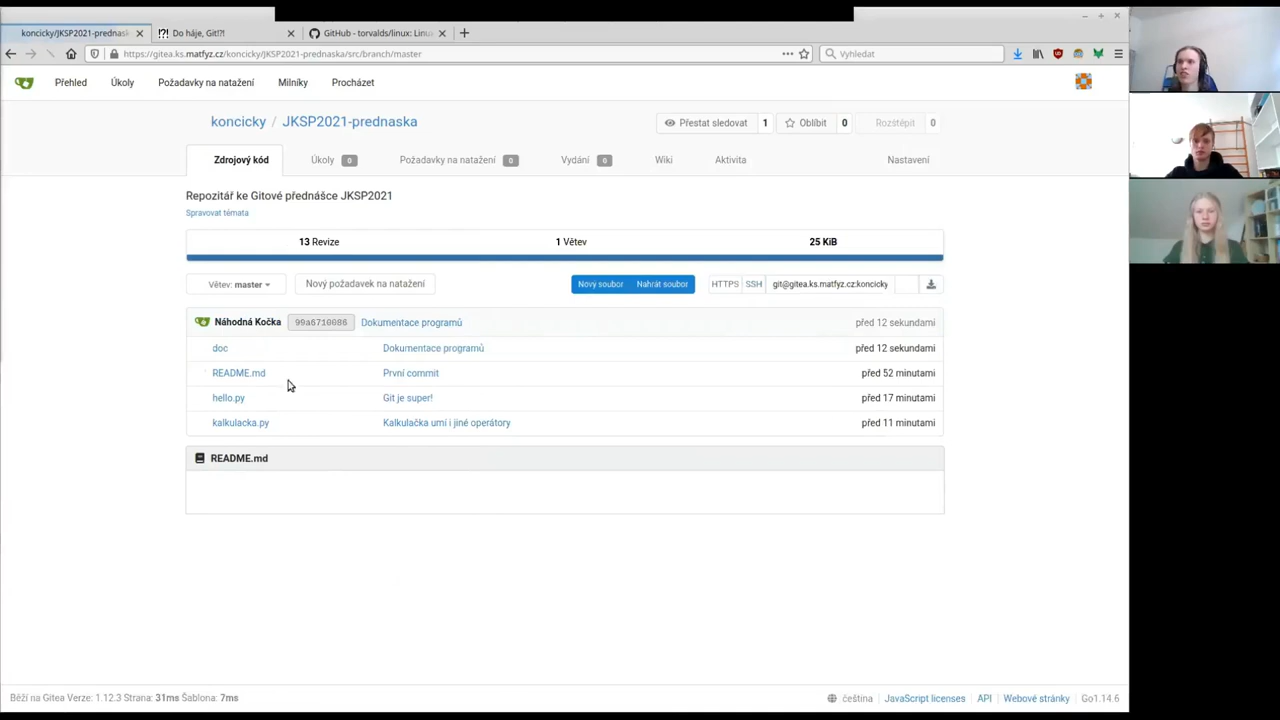 koncicky/JKSP2021-prednask
Do háje, Git!?!
GitHub - torvalds/linux: Linu
https://gitea.ks.matfyz.cz/koncicky/JKSP2021-prednaska/src/branch/master
Vyhledat
Přehled Úkoly Požadavky na natažení Milníky Procházet
koncicky / JKSP2021-prednaska
Přestat sledovat 1 Oblíbit 0 Rozštěpit 0
Zdrojový kód Úkoly 0 Požadavky na natažení 0 Vydání 0 Wiki Aktivita Nastavení
Repozitář ke Gitové přednášce JKSP2021
Spravovat témata
13 Revize 1 Větev 25 KiB
Větev: master Nový požadavek na natažení Nový soubor Nahrát soubor HTTPS SSH git@gitea.ks.matfyz.cz:koncicky
Náhodná Kočka 99a6710086 Dokumentace programů před 12 sekundami
doc Dokumentace programů před 12 sekundami
README.md První commit před 52 minutami
hello.py Git je super! před 17 minutami
kalkulacka.py Kalkulačka umi i jiné operátory před 11 minutami
README.md
Běží na Gitea Verze: 1.12.3 Strana: 31ms Šablona: 7ms
čeština JavaScript licenses API Webové stránky Go1.14.6